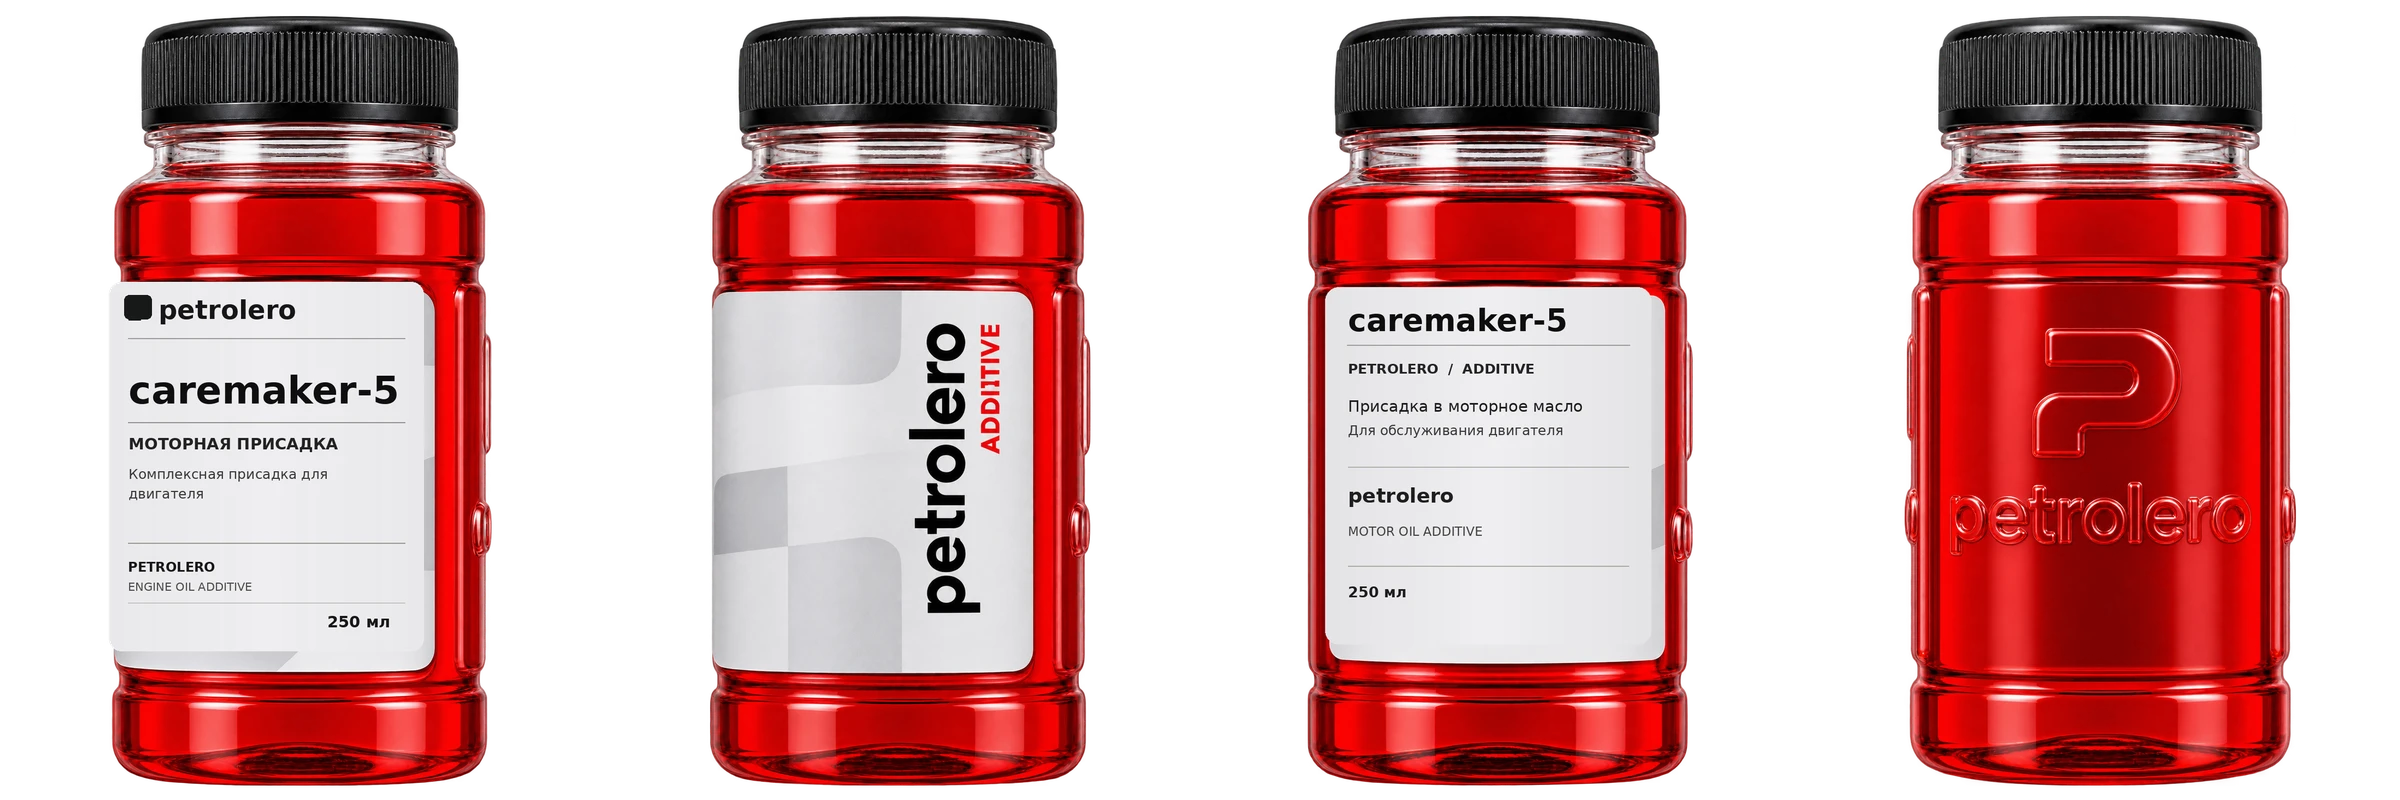 petrolero
caremaker-5
МОТОРНАЯ ПРИСАДКА
Комплексная присадка для
двигателя
PETROLERO
ENGINE OIL ADDITIVE
250 мл
petrolero
ADDITIVE
caremaker-5
PETROLERO / ADDITIVE
Присадка в моторное масло
Для обслуживания двигателя
petrolero
MOTOR OIL ADDITIVE
250 мл
petrolero